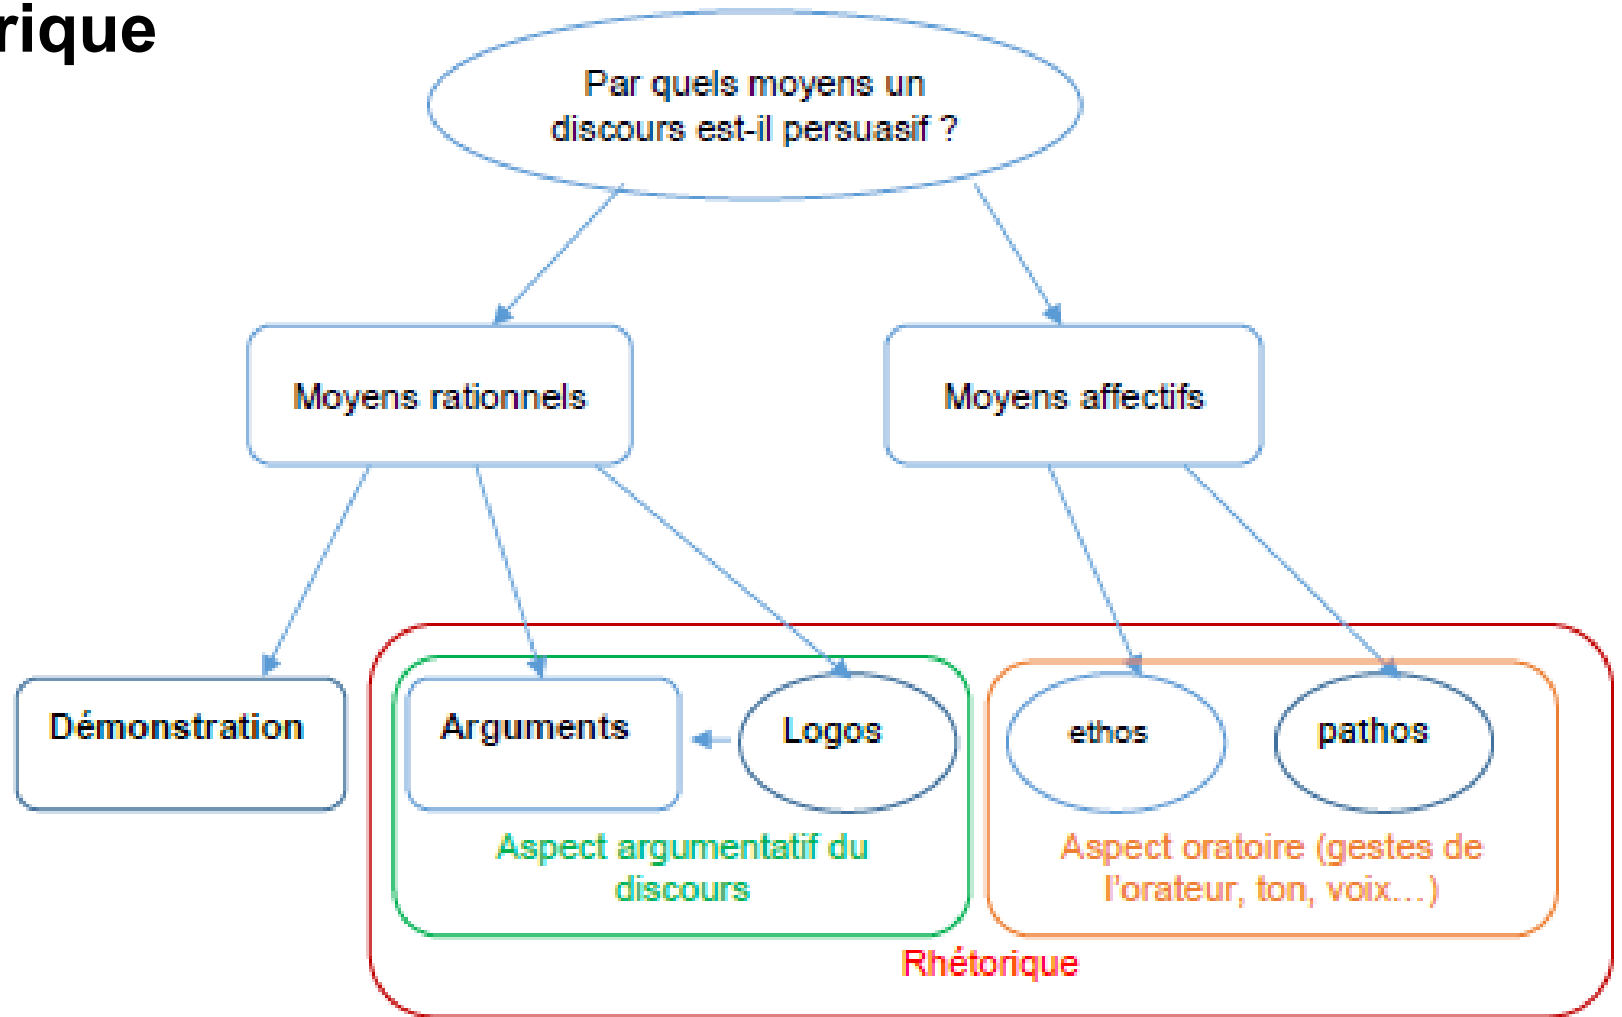 rique
Par quels moyens un
discours est-il persuasif ?
Moyens rationnels
Moyens affectifs
Démonstration
Arguments
Logos
ethos
pathos
Aspect argumentatif du
discours
Aspect oratoire (gestes de
l'orateur, ton, voix...)
Rhétorique